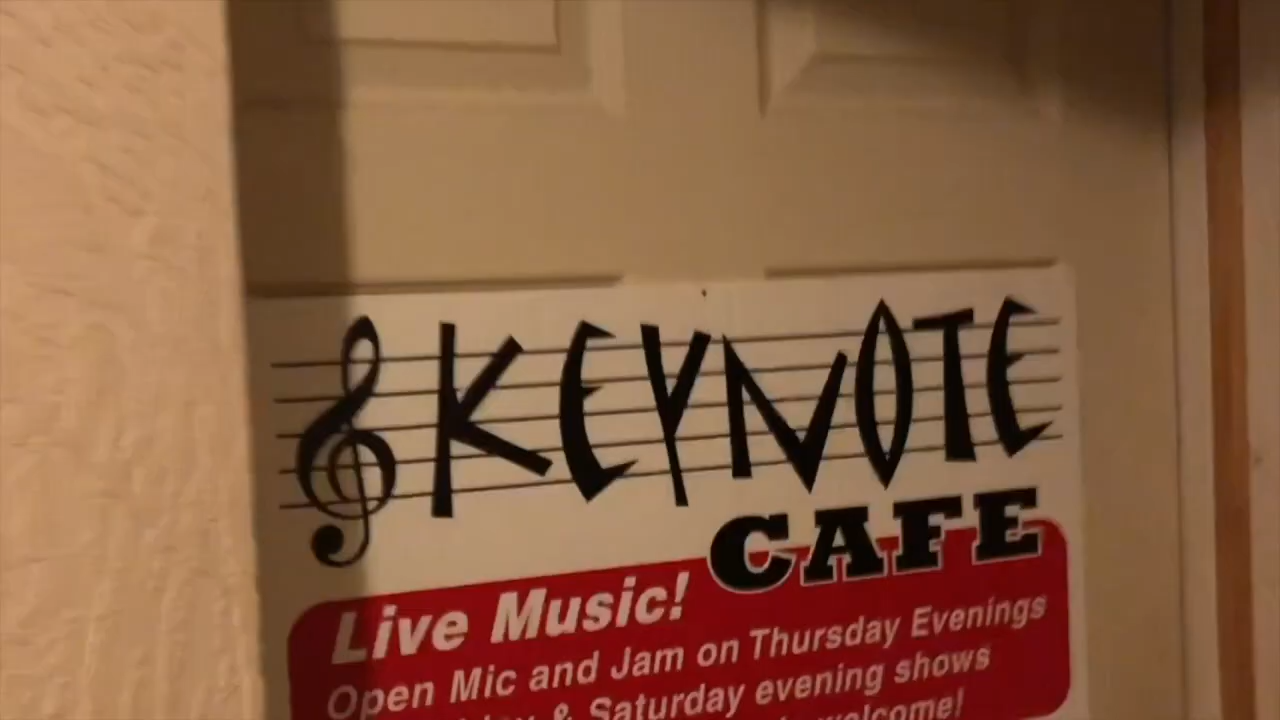 KEYNOTE
CAFE
Live Music!
Open Mic and Jam on Thursday Evenings
& Saturday evening shows
welcome!